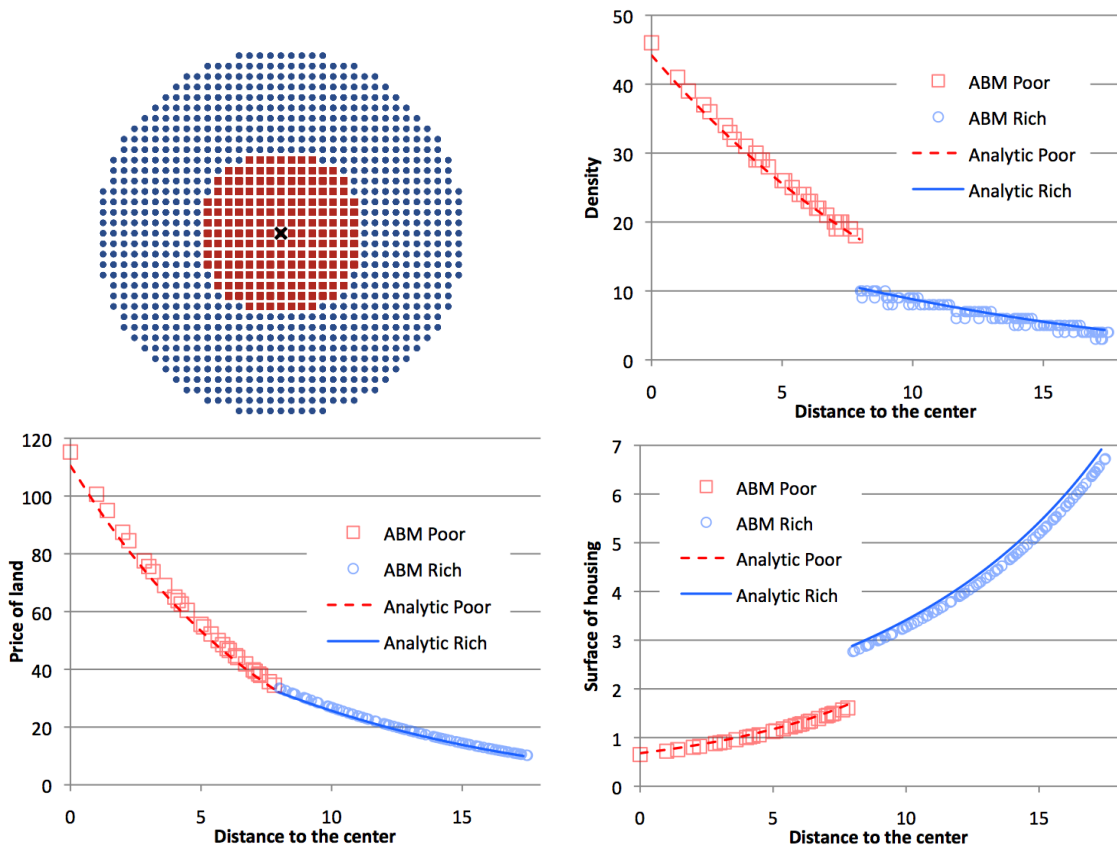 50
40
30
20
10
0
Density
ABM Poor
ABM Rich
Analytic Poor
Analytic Rich
0
5
10
15
Distance to the center
120
100
80
60
40
20
0
Price of land
ABM Poor
ABM Rich
Analytic Poor
Analytic Rich
0
5
10
15
Distance to the center
7
6
5
4
3
2
1
0
Surface of housing
ABM Poor
ABM Rich
Analytic Poor
Analytic Rich
0
5
10
15
Distance to the center